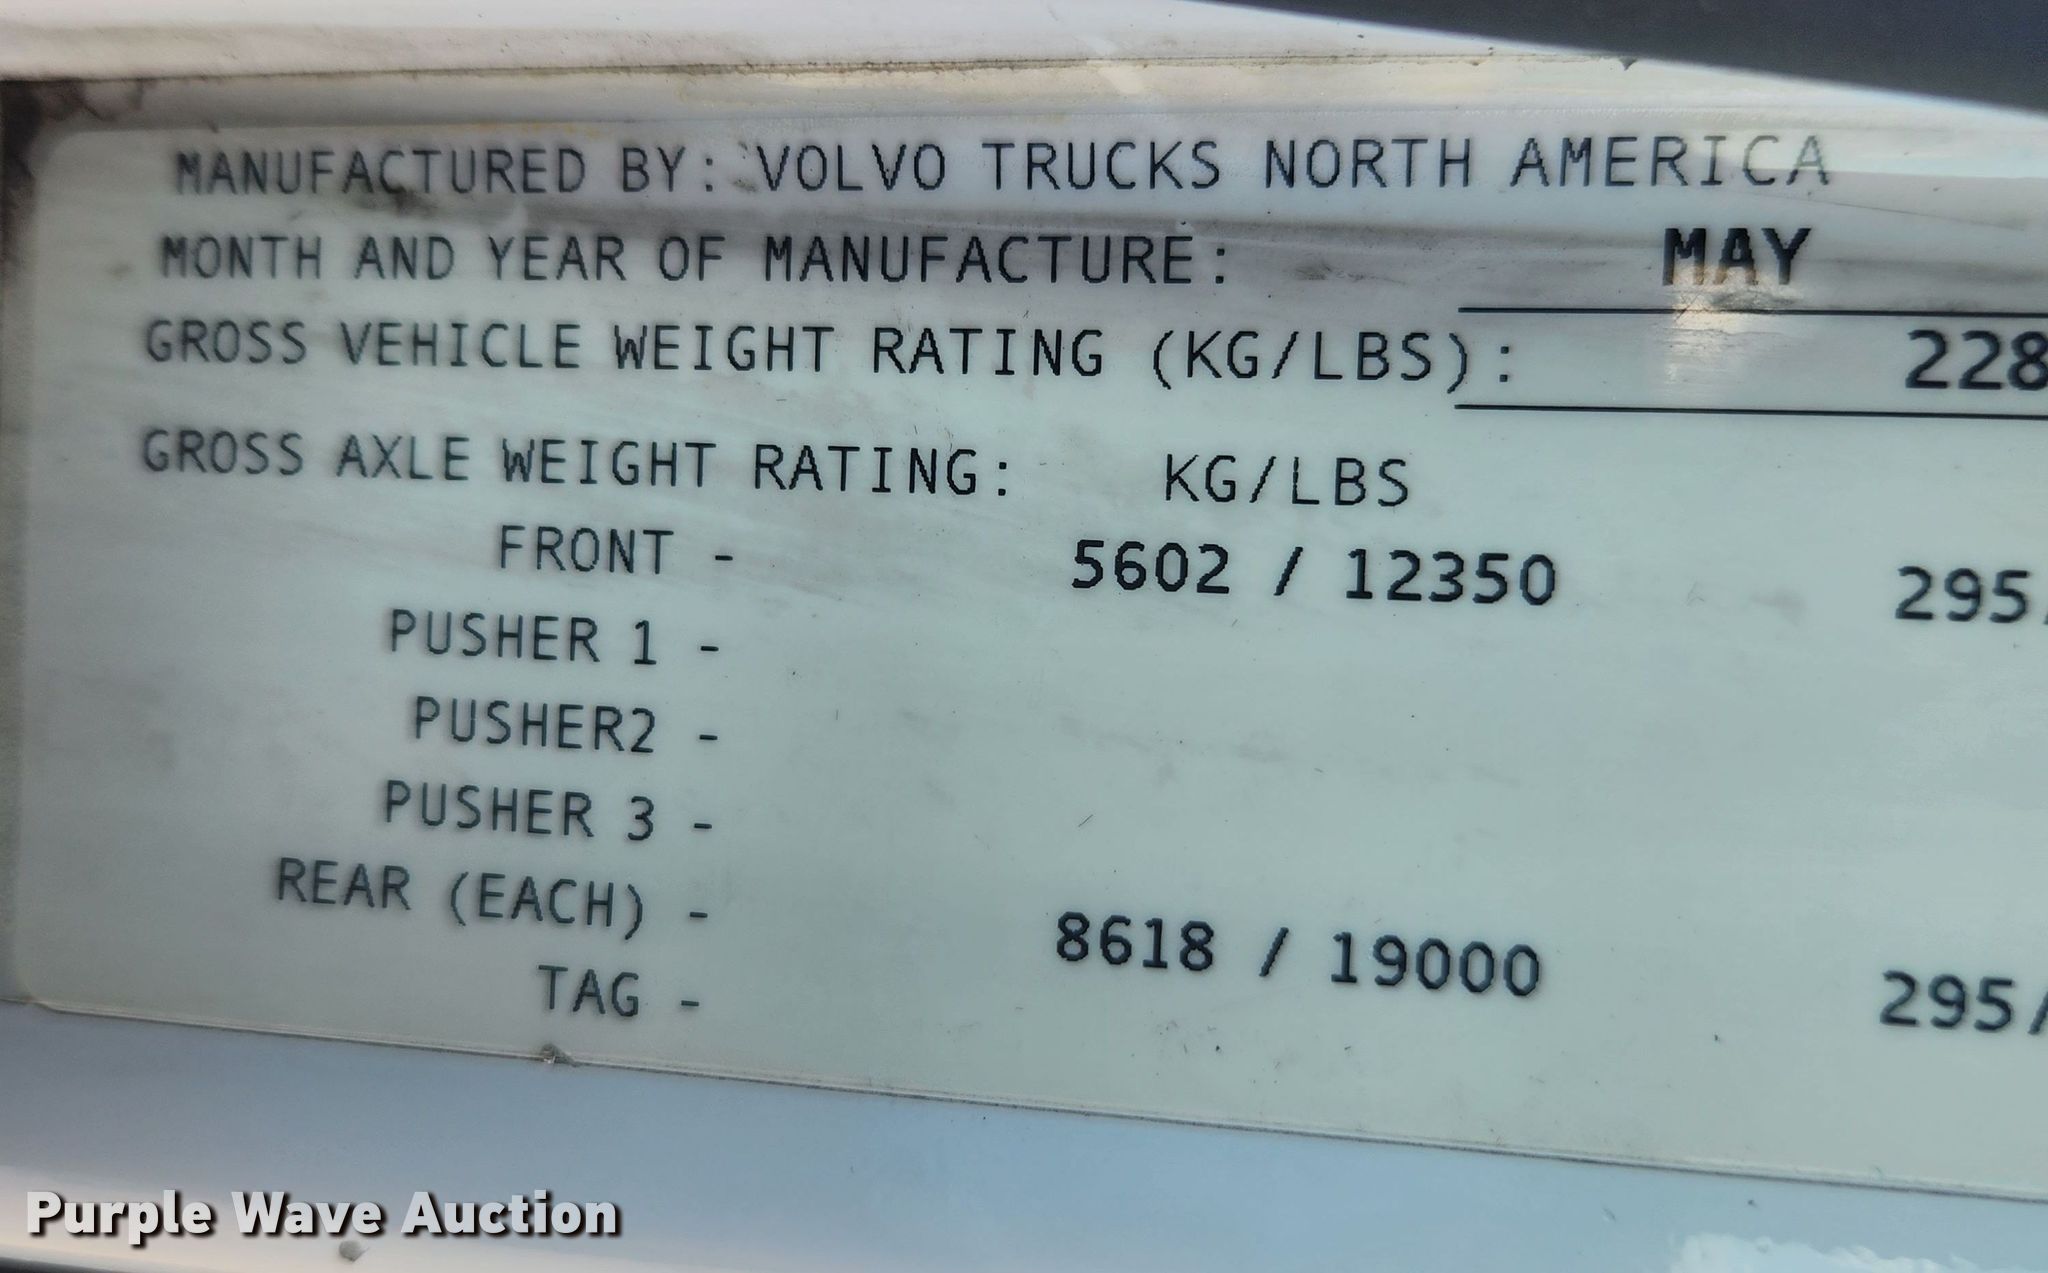 MANUFACTURED BY: VOLVO TRUCKS NORTH AMERICA
MONTH AND YEAR OF MANUFACTURE: MAY
GROSS VEHICLE WEIGHT RATING (KG/LBS): 228
GROSS AXLE WEIGHT RATING: KG/LBS
FRONT - 5602 / 12350 295/
PUSHER 1 -
PUSHER2 -
PUSHER 3 -
REAR (EACH) - 8618 / 19000 295/
TAG -
Purple Wave Auction